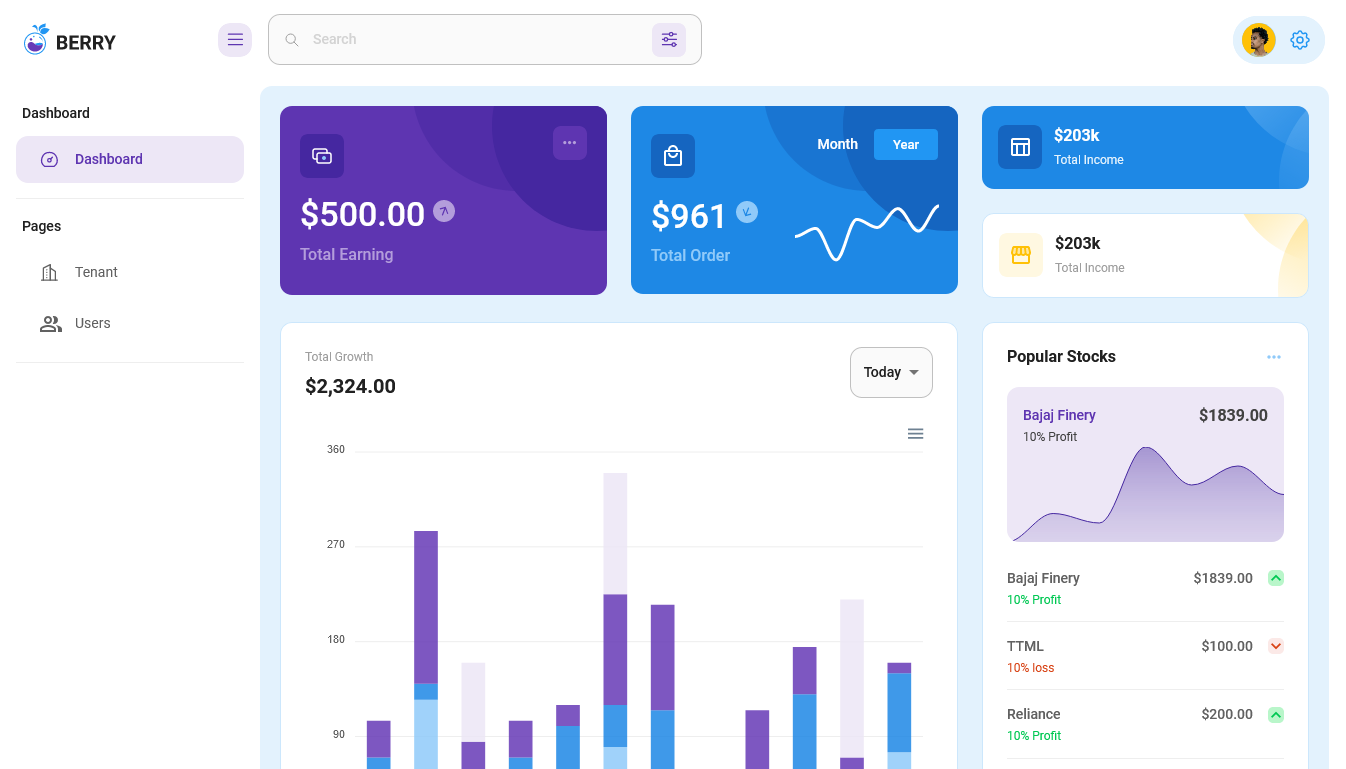 BERRY
Search
Dashboard
Dashboard
Pages
Tenant
Users
$500.00
Total Earning
Month
Year
$961
Total Order
$203k
Total Income
$203k
Total Income
Total Growth
$2,324.00
Today
360
270
180
90
Popular Stocks
Bajaj Finery
$1839.00
10% Profit
Bajaj Finery
$1839.00
10% Profit
TTML
$100.00
10% loss
Reliance
$200.00
10% Profit